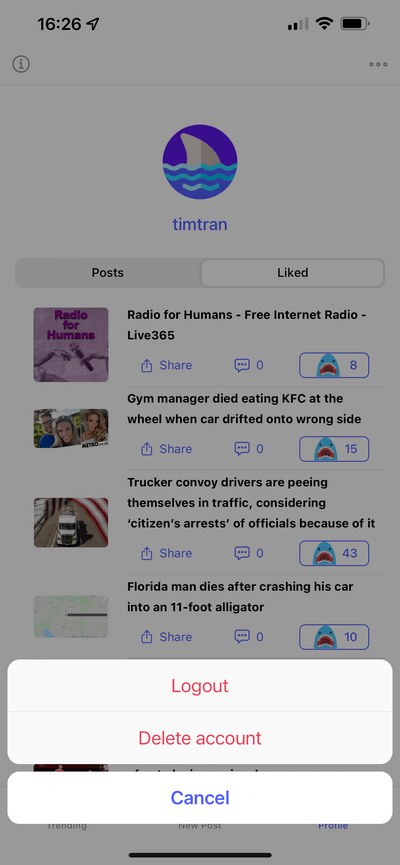 16:26
timtran
Posts
Liked
Radio
for
Humans
Radio for Humans - Free Internet Radio -
Live365
Share
0
8
Gym manager died eating KFC at the
wheel when car drifted onto wrong side
METRO.co.uk
Share
0
15
Trucker convoy drivers are peeing
themselves in traffic, considering
‘citizen’s arrests’ of officials because of it
Share
0
43
Florida man dies after crashing his car
into an 11-foot alligator
Share
0
10
Logout
Delete account
Cancel
Trending
New Post
Profile